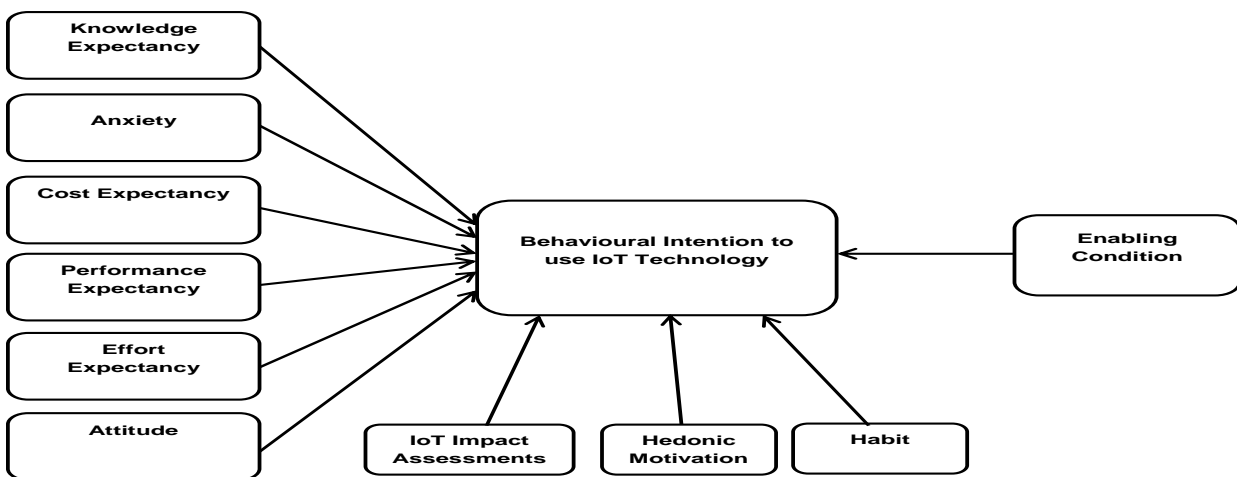 Knowledge
Expectancy
Anxiety
Cost Expectancy
Performance
Expectancy
Effort
Expectancy
Attitude
Behavioural Intention to
use IoT Technology
Enabling
Condition
IoT Impact
Assessments
Hedonic
Motivation
Habit